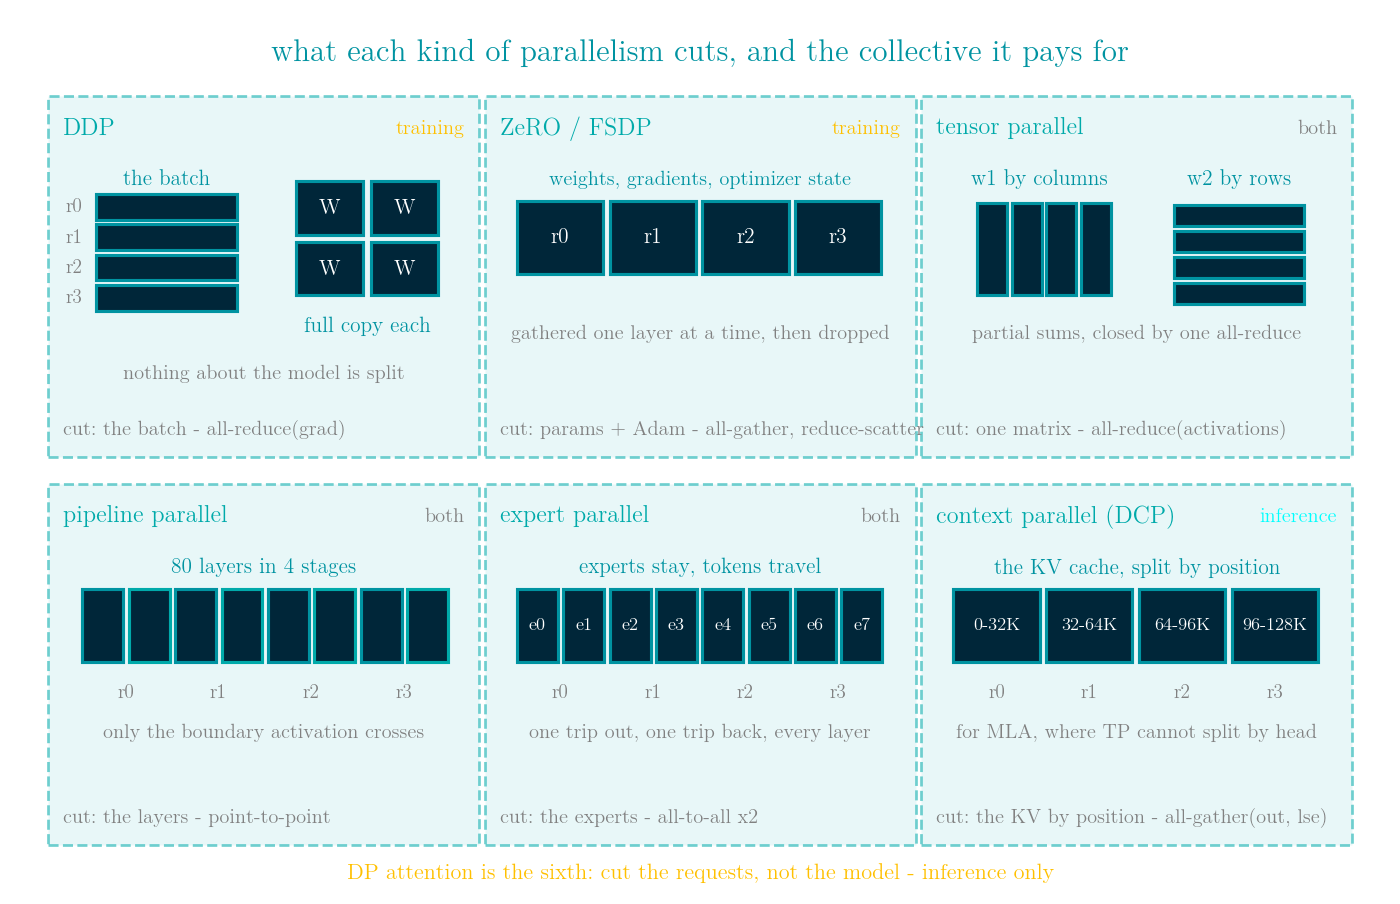 what each kind of parallelism cuts, and the collective it pays for
DDP
training
the batch
r0
r1
r2
r3
W
W
W
W
full copy each
nothing about the model is split
cut: the batch - all-reduce(grad)
ZeRO / FSDP
training
weights, gradients, optimizer state
r0
r1
r2
r3
gathered one layer at a time, then dropped
cut: params + Adam - all-gather, reduce-scatter
tensor parallel
both
w1 by columns
w2 by rows
partial sums, closed by one all-reduce
cut: one matrix - all-reduce(activations)
pipeline parallel
both
80 layers in 4 stages
r0
r1
r2
r3
only the boundary activation crosses
cut: the layers - point-to-point
expert parallel
both
experts stay, tokens travel
e0
e1
e2
e3
e4
e5
e6
e7
r0
r1
r2
r3
one trip out, one trip back, every layer
cut: the experts - all-to-all x2
context parallel (DCP)
inference
the KV cache, split by position
0-32K
32-64K
64-96K
96-128K
r0
r1
r2
r3
for MLA, where TP cannot split by head
cut: the KV by position - all-gather(out, lse)
DP attention is the sixth: cut the requests, not the model - inference only